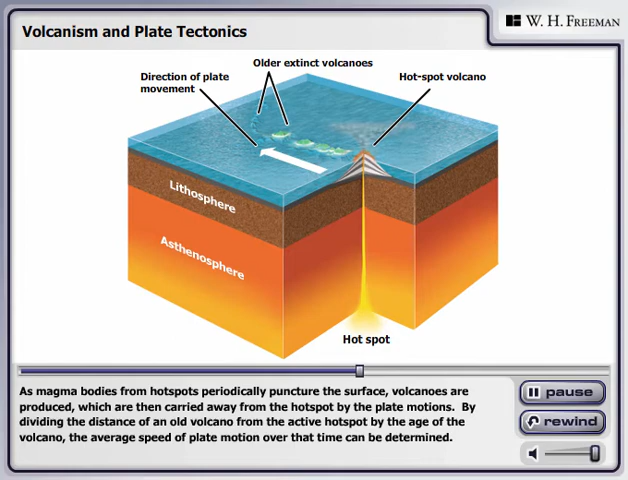 Volcanism and Plate Tectonics
W. H. FREEMAN
Older extinct volcanoes
Direction of plate
movement
Hot-spot volcano
Lithosphere
Asthenosphere
Hot spot
As magma bodies from hotspots periodically puncture the surface, volcanoes are
produced, which are then carried away from the hotspot by the plate motions. By
dividing the distance of an old volcano from the active hotspot by the age of the
volcano, the average speed of plate motion over that time can be determined.
pause
rewind